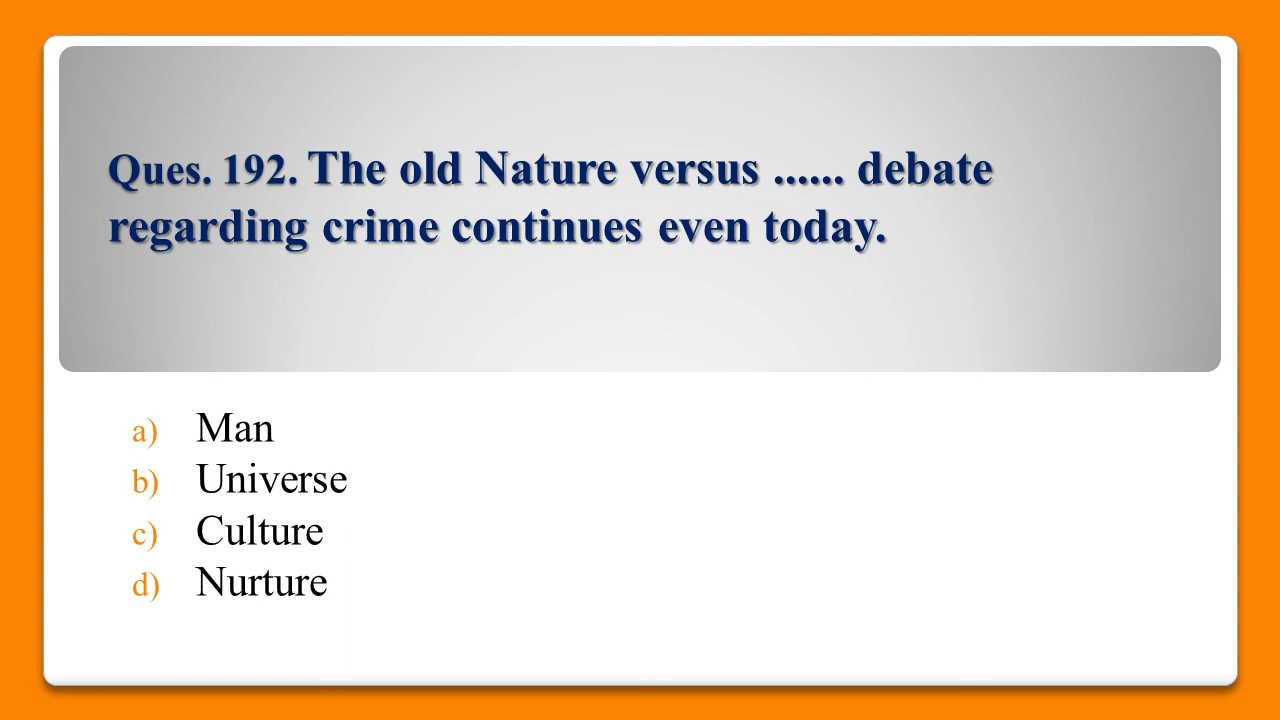 Ques. 192. The old Nature versus ...... debate
regarding crime continues even today.
a) Man
b) Universe
c) Culture
d) Nurture